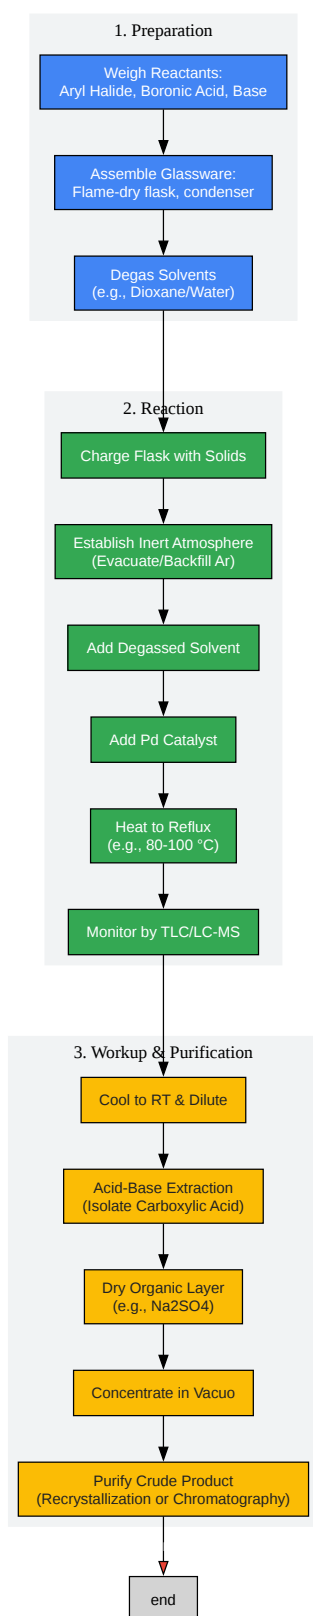 1. Preparation
Weigh Reactants:
Aryl Halide, Boronic Acid, Base
Assemble Glassware:
Flame-dry flask, condenser
Degas Solvents
(e.g., Dioxane/Water)
2. Reaction
Charge Flask with Solids
Establish Inert Atmosphere
(Evacuate/Backfill Ar)
Add Degassed Solvent
Add Pd Catalyst
Heat to Reflux
(e.g., 80-100 °C)
Monitor by TLC/LC-MS
3. Workup & Purification
Cool to RT & Dilute
Acid-Base Extraction
(Isolate Carboxylic Acid)
Dry Organic Layer
(e.g., Na2SO4)
Concentrate in Vacuo
Purify Crude Product
(Recrystallization or Chromatography)
end